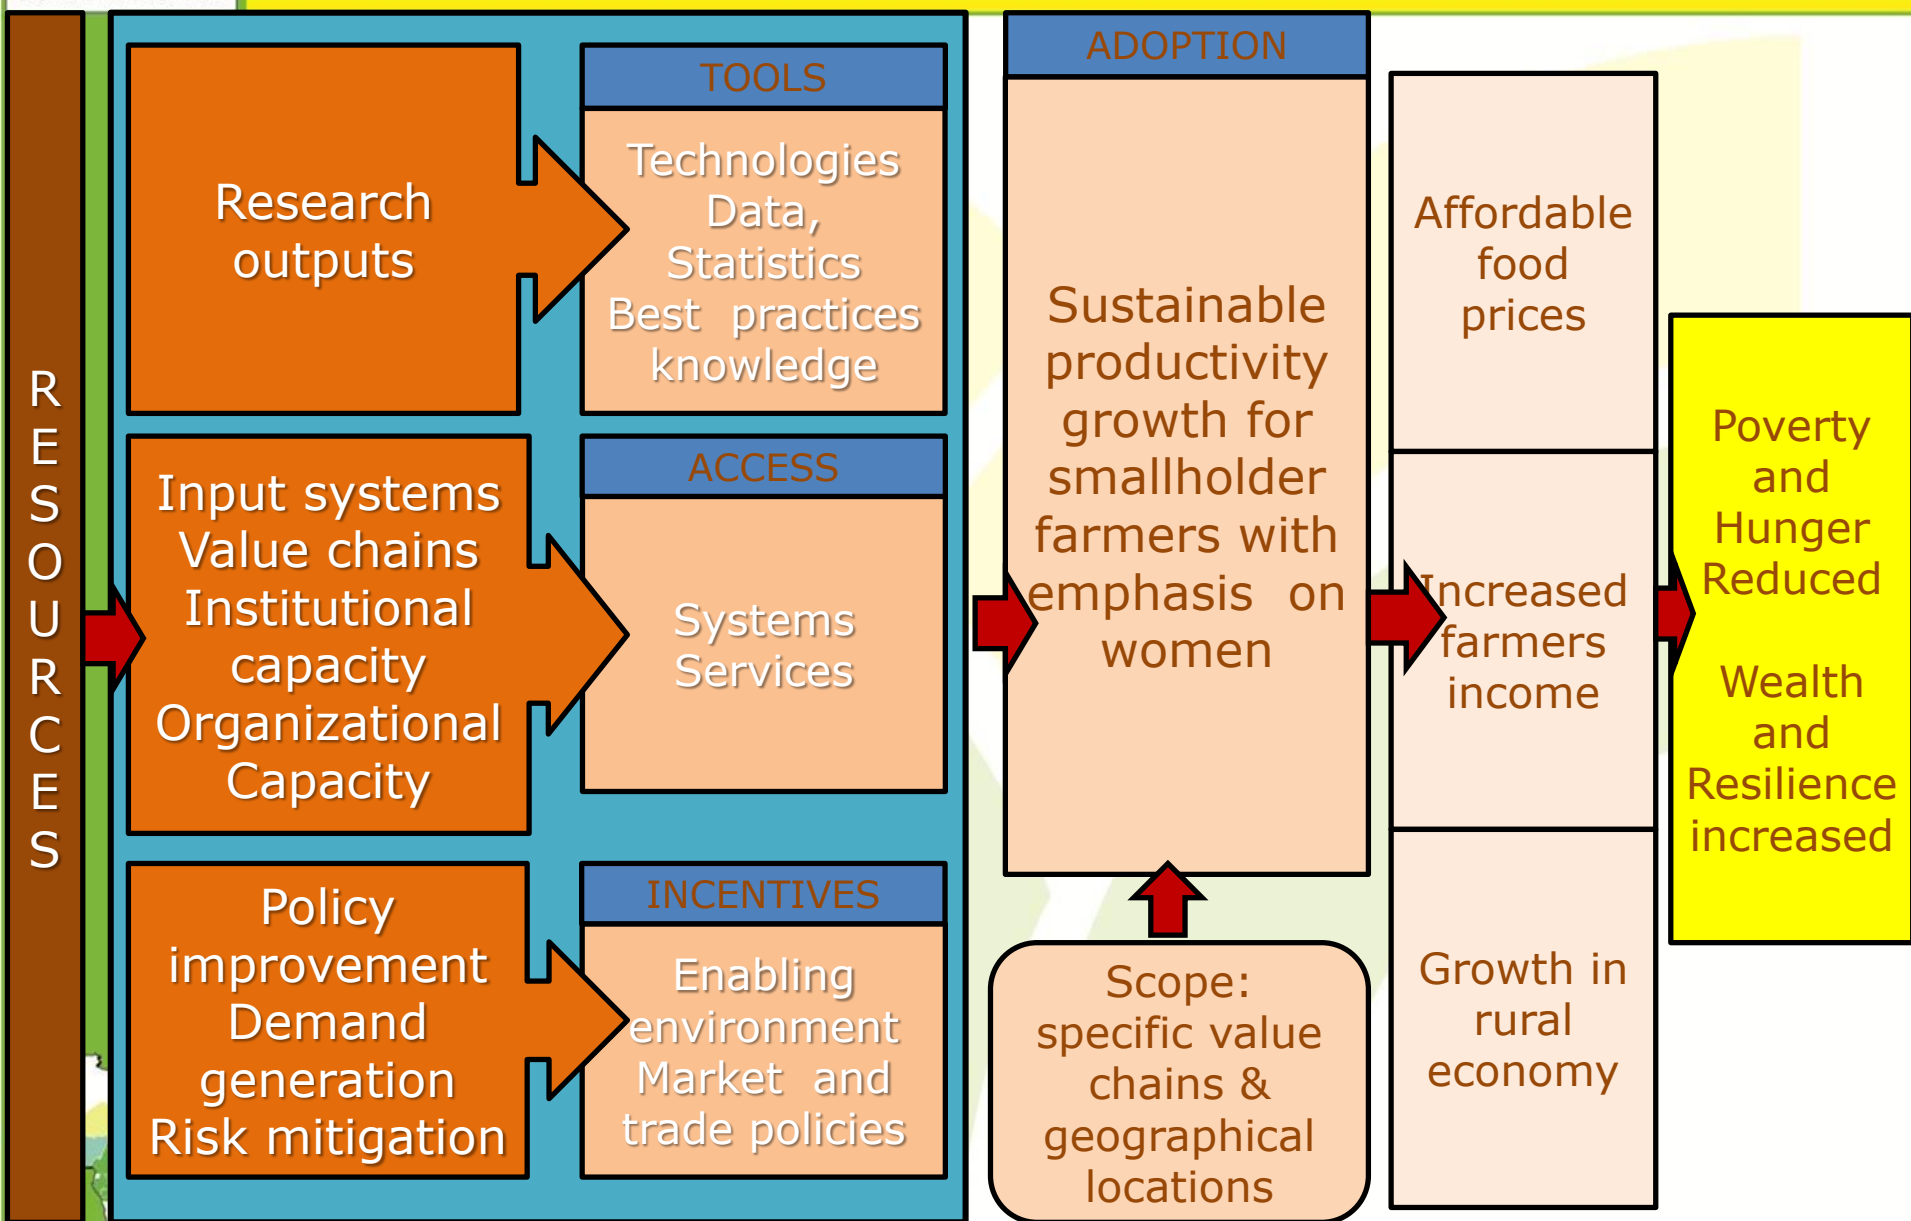 R
E
S
O
U
R
C
E
S
Research
outputs
TOOLS
Technologies
Data,
Statistics
Best practices
knowledge
Input systems
Value chains
Institutional
capacity
Organizational
Capacity
ACCESS
Systems
Services
Policy
improvement
Demand
generation
Risk mitigation
INCENTIVES
Enabling
environment
Market and
trade policies
ADOPTION
Sustainable
productivity
growth for
smallholder
farmers with
emphasis on
women
Scope:
specific value
chains &
geographical
locations
Affordable
food
prices
Increased
farmers
income
Growth in
rural
economy
Poverty
and
Hunger
Reduced
Wealth
and
Resilience
increased